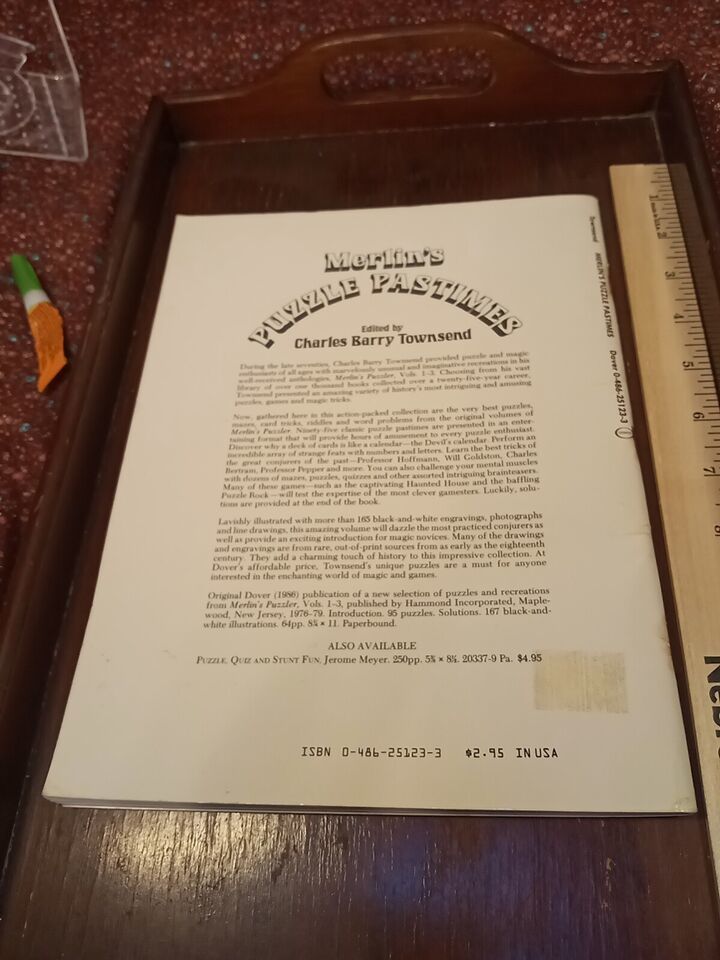 Merlin's
PUZZLE PASTIMES
Edited by
Charles Barry Townsend
During the late seventies, Charles Barry Townsend provided puzzle and magic
enthusiasts of all ages with marvelously unusual and imaginative recreations in his
well-received anthologies, Merlin's Puzzler, Vols. 1–3. Choosing from his vast
library of over one thousand books collected over a twenty-five-year career,
Townsend presented an amazing variety of history's most intriguing and amusing
puzzles, games and magic tricks.
Now, gathered here in this action-packed collection are the very best puzzles,
mazes, card tricks, riddles and word problems from the original volumes of
Merlin's Puzzler. Ninety-five classic puzzle pastimes are presented in an enter-
taining format that will provide hours of amusement to every puzzle enthusiast.
Discover why a deck of cards is like a calendar—the Devil's calendar. Perform an
incredible array of strange feats with numbers and letters. Learn the best tricks of
the great conjurers of the past—Professor Hoffmann, Will Goldston, Charles
Bertram, Professor Pepper and more. You can also challenge your mental muscles
with dozens of mazes, puzzles, quizzes and other assorted intriguing brainteasers.
Many of these games—such as the captivating Haunted House and the baffling
Puzzle Rock—will test the expertise of the most clever gamesters. Luckily, solu-
tions are provided at the end of the book.
Lavishly illustrated with more than 165 black-and-white engravings, photographs
and line drawings, this amazing volume will dazzle the most practiced conjurers as
well as provide an exciting introduction for magic novices. Many of the drawings
and engravings are from rare, out-of-print sources from as early as the eighteenth
century. They add a charming touch of history to this impressive collection. At
Dover's affordable price, Townsend's unique puzzles are a must for anyone
interested in the enchanting world of magic and games.
Original Dover (1986) publication of a new selection of puzzles and recreations
from Merlin's Puzzler, Vols. 1–3, published by Hammond Incorporated, Maple-
wood, New Jersey, 1976–79. Introduction. 95 puzzles. Solutions. 167 black-and-
white illustrations. 64pp. 8¼ × 11. Paperbound.
ALSO AVAILABLE
PUZZLE, QUIZ AND STUNT FUN, Jerome Meyer. 250pp. 5⅜ × 8½. 20337-9 Pa. $4.95
ISBN 0-486-25123-3 $2.95 IN USA
Townsend MERLIN'S PUZZLE PASTIMES Dover 0-486-25123-3
1 2 3 4 5 6 7 8